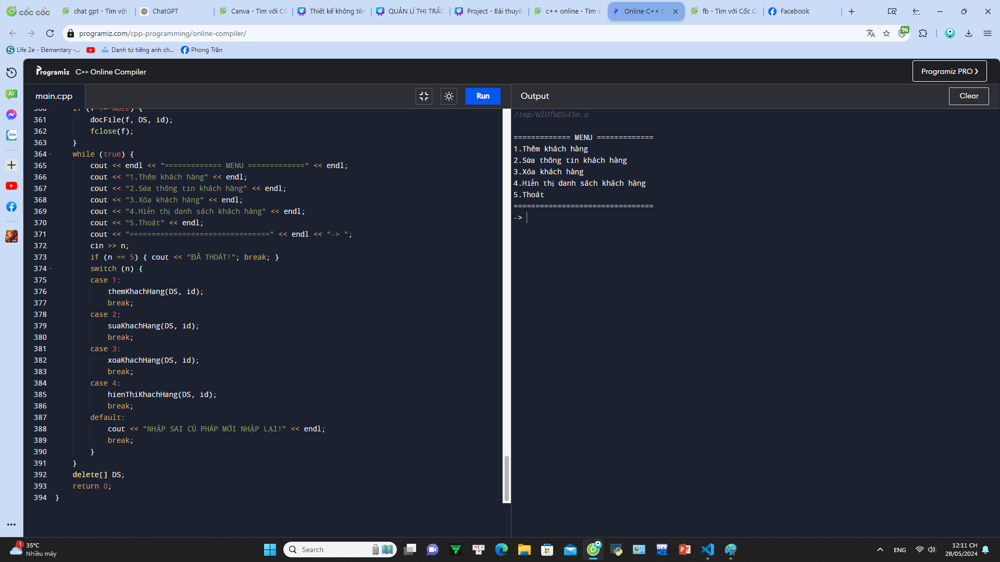 cốc cốc
chat gpt - Tìm với
ChatGPT
Canva - Tìm với Cố
Thiết kế không tên
QUẢN LÍ THI TRẮC
Project - Bài thuyết
c++ online - Tìm v
Online C++ C
fb - Tìm với Cốc Cố
Facebook
programiz.com/cpp-programming/online-compiler/
96
Life 2e - Elementary -...
Danh từ tiếng anh ch...
Phong Trần
Programiz
C++ Online Compiler
Programiz PRO ❯
AI
Zalo
main.cpp
Run
Output
Clear
361 docFile(f, DS, id);
362 fclose(f);
363 }
364 while (true) {
365 cout << endl << "============= MENU =============" << endl;
366 cout << "1.Thêm khách hàng" << endl;
367 cout << "2.Sửa thông tin khách hàng" << endl;
368 cout << "3.Xóa khách hàng" << endl;
369 cout << "4.Hiển thị danh sách khách hàng" << endl;
370 cout << "5.Thoát" << endl;
371 cout << "================================" << endl << "-> ";
372 cin >> n;
373 if (n == 5) { cout << "ĐÃ THOÁT!"; break; }
374 switch (n) {
375 case 1:
376 themKhachHang(DS, id);
377 break;
378 case 2:
379 suaKhachHang(DS, id);
380 break;
381 case 3:
382 xoaKhachHang(DS, id);
383 break;
384 case 4:
385 hienThiKhachHang(DS, id);
386 break;
387 default:
388 cout << "NHẬP SAI CÚ PHÁP MỜI NHẬP LẠI!" << endl;
389 break;
390 }
391 }
392 delete[] DS;
393 return 0;
394 }
/tmp/WlUfWDS4Sm.o
============= MENU =============
1.Thêm khách hàng
2.Sửa thông tin khách hàng
3.Xóa khách hàng
4.Hiển thị danh sách khách hàng
5.Thoát
================================
->
1
35°C
Nhiều mây
Search
DEV
ENG
12:11 CH
28/05/2024